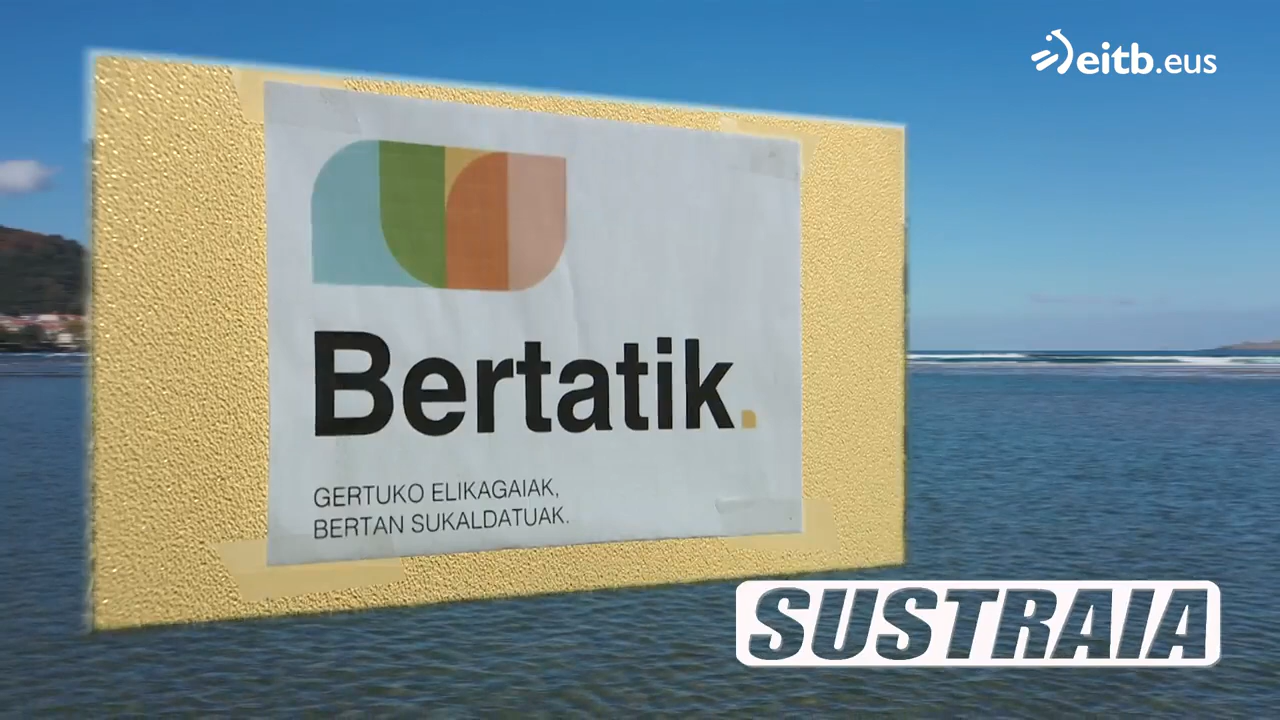 eitb.eus
Bertatik.
GERTUKO ELIKAGAIAK,
BERTAN SUKALDATUAK.
SUSTRAIA